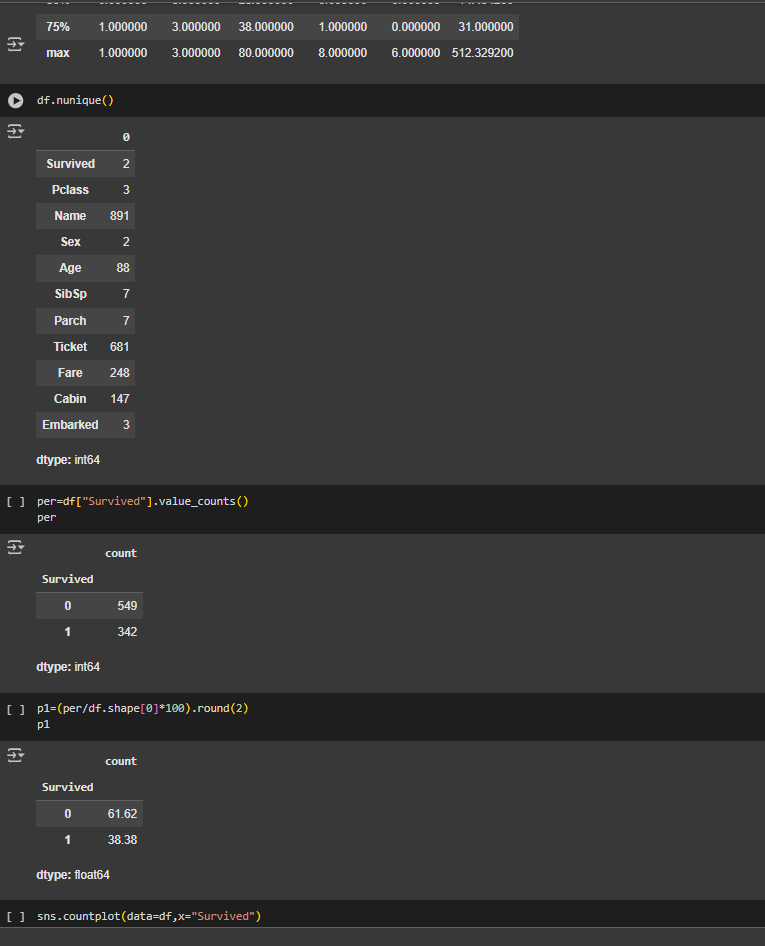 75% 1.000000 3.000000 38.000000 1.000000 0.000000 31.000000
max 1.000000 3.000000 80.000000 8.000000 6.000000 512.329200
df.nunique()
0
Survived 2
Pclass 3
Name 891
Sex 2
Age 88
SibSp 7
Parch 7
Ticket 681
Fare 248
Cabin 147
Embarked 3
dtype: int64
[ ] per=df["Survived"].value_counts()
per
count
Survived
0 549
1 342
dtype: int64
[ ] p1=(per/df.shape[0]*100).round(2)
p1
count
Survived
0 61.62
1 38.38
dtype: float64
[ ] sns.countplot(data=df,x="Survived")